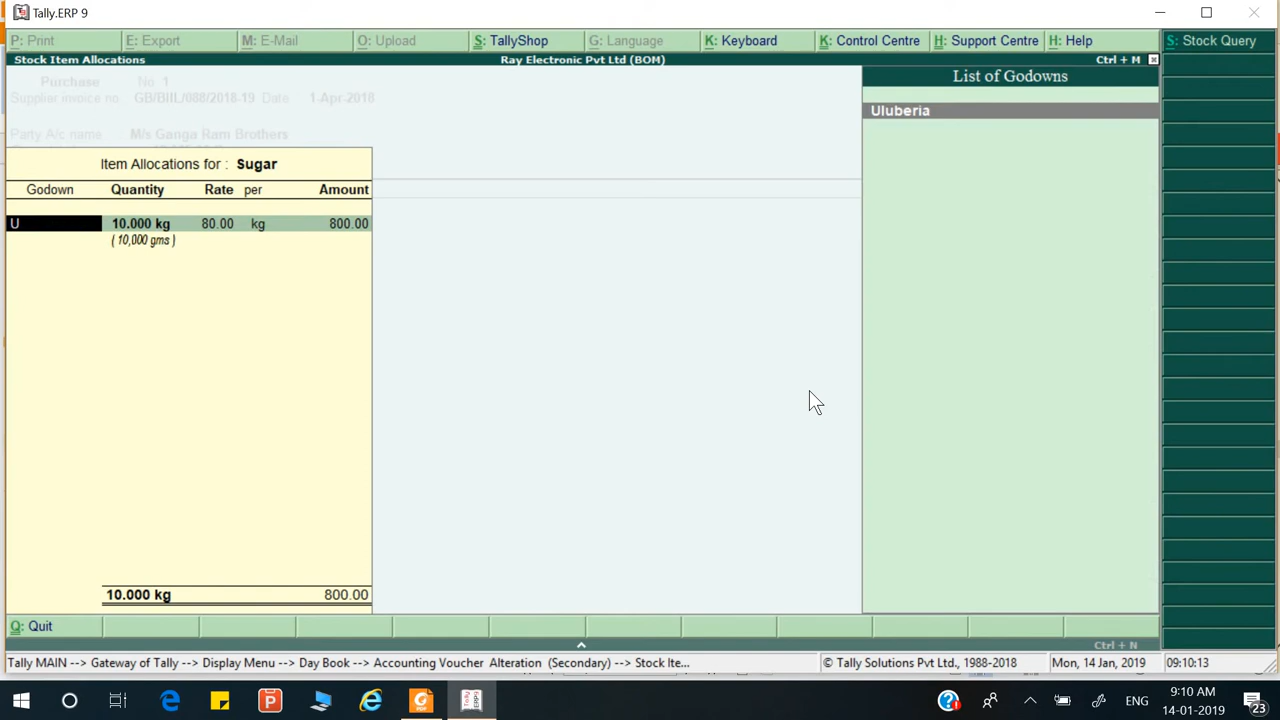 Tally.ERP 9
P: Print E: Export M: E-Mail O: Upload S: TallyShop G: Language K: Keyboard K: Control Centre H: Support Centre H: Help S: Stock Query
Stock Item Allocations Ray Electronic Pvt Ltd (BOM) Ctrl + M
Purchase No. 1
Supplier invoice no GB/BIIL/088/2018-19 Date 1-Apr-2018
Party A/c name M/s Ganga Ram Brothers
List of Godowns
Uluberia
Item Allocations for : Sugar
Godown Quantity Rate per Amount
U 10.000 kg 80.00 kg 800.00
( 10,000 gms )
10.000 kg 800.00
Q: Quit
Ctrl + N
Tally MAIN --> Gateway of Tally --> Display Menu --> Day Book --> Accounting Voucher Alteration (Secondary) --> Stock Ite... © Tally Solutions Pvt Ltd., 1988-2018 Mon, 14 Jan, 2019 09:10:13
ENG 9:10 AM
14-01-2019 23